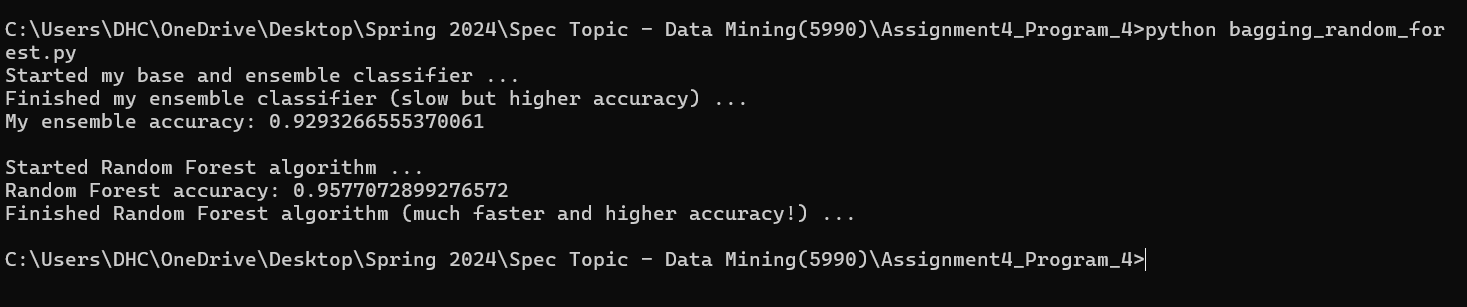 C:\Users\DHC\OneDrive\Desktop\Spring 2024\Spec Topic - Data Mining(5990)\Assignment4_Program_4>python bagging_random_for
est.py
Started my base and ensemble classifier ...
Finished my ensemble classifier (slow but higher accuracy) ...
My ensemble accuracy: 0.9293266555370061

Started Random Forest algorithm ...
Random Forest accuracy: 0.9577072899276572
Finished Random Forest algorithm (much faster and higher accuracy!) ...

C:\Users\DHC\OneDrive\Desktop\Spring 2024\Spec Topic - Data Mining(5990)\Assignment4_Program_4>